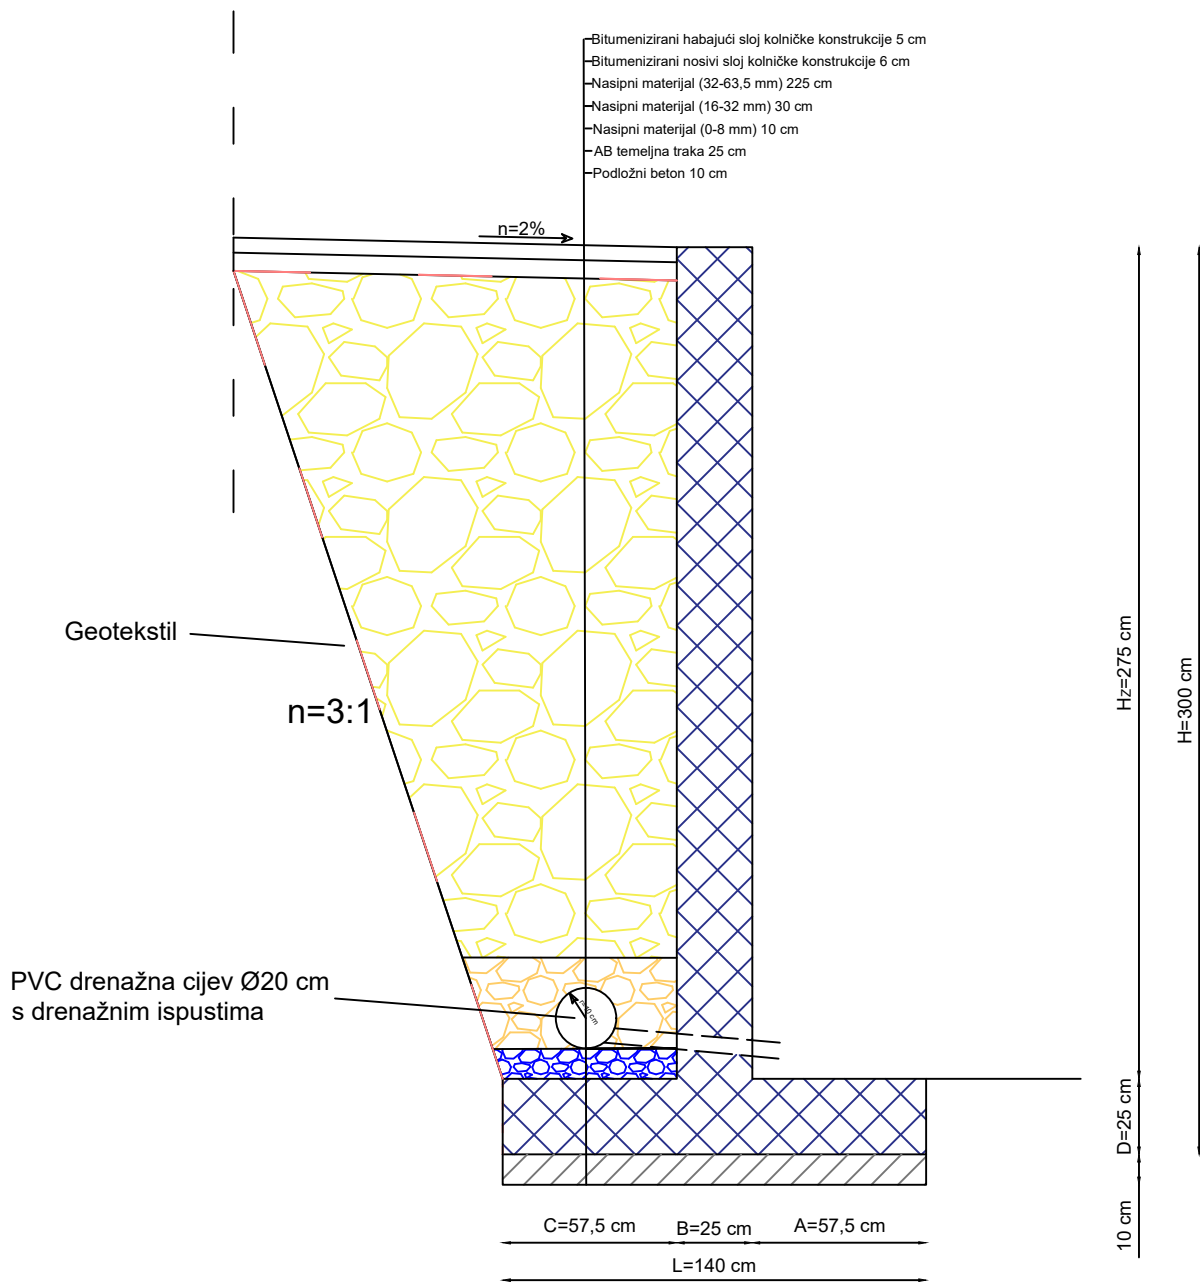 Bitumenizirani habajući sloj kolničke konstrukcije 5 cm
Bitumenizirani nosivi sloj kolničke konstrukcije 6 cm
Nasipni materijal (32-63,5 mm) 225 cm
Nasipni materijal (16-32 mm) 30 cm
Nasipni materijal (0-8 mm) 10 cm
AB temeljna traka 25 cm
Podložni beton 10 cm
n=2%
Geotekstil
n=3:1
Hz=275 cm
H=300 cm
PVC drenažna cijev Ø20 cm
s drenažnim ispustima
r=10 cm
D=25 cm
10 cm
C=57,5 cm
B=25 cm
A=57,5 cm
L=140 cm